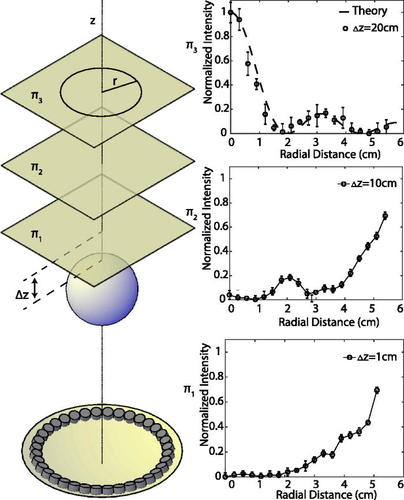 z
r
π3
π2
π1
Δz
π3
Normalized Intensity
1.0
0.8
0.6
0.4
0.2
0
Theory
Δz=20cm
0 1 2 3 4 5 6
Radial Distance (cm)
π2
Normalized Intensity
1
0.8
0.6
0.4
0.2
0
Δz=10cm
0 1 2 3 4 5 6
Radial Distance (cm)
π1
Normalized Intensity
1
0.8
0.6
0.4
0.2
0
Δz=1cm
0 1 2 3 4 5 6
Radial Distance (cm)